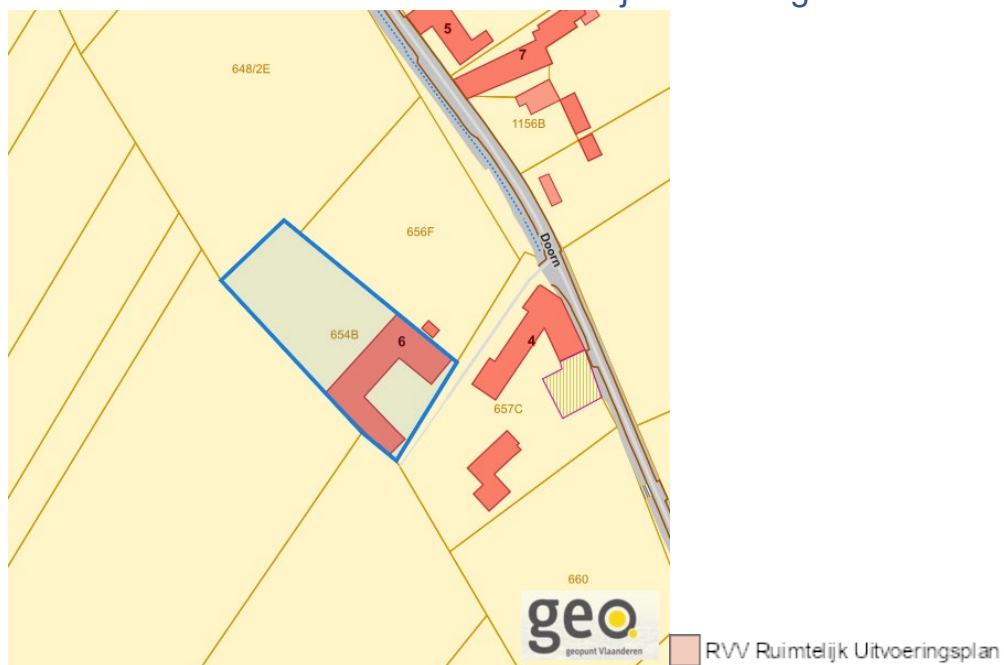 5
7
648/2E
1156B
656F
Doorn
654B
6
4
657C
660
geo.
geopunt Vlaanderen
RVV Ruimtelijk Uitvoeringsplan